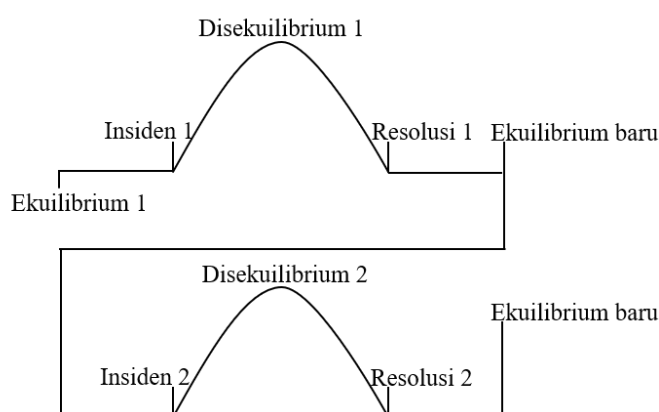 Disekuilibrium 1
Insiden 1
Resolusi 1
Ekuilibrium baru
Ekuilibrium 1
Disekuilibrium 2
Ekuilibrium baru
Insiden 2
Resolusi 2